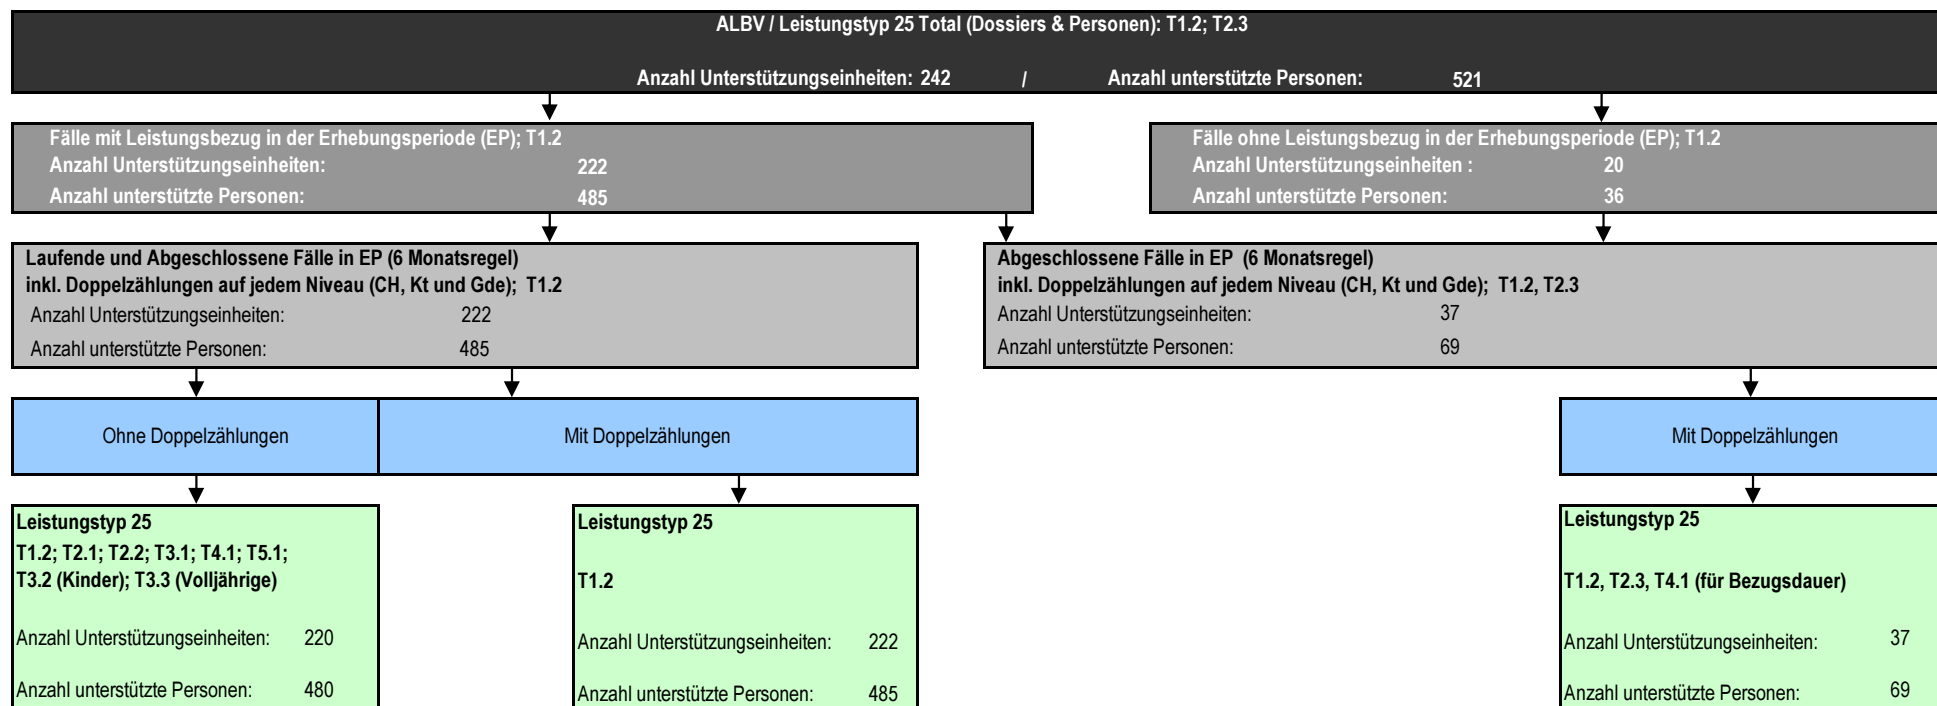 ALBV / Leistungstyp 25 Total (Dossiers & Personen): T1.2; T2.3
Anzahl Unterstützungseinheiten: 242 / Anzahl unterstützte Personen: 521
Fälle mit Leistungsbezug in der Erhebungsperiode (EP); T1.2
Anzahl Unterstützungseinheiten: 222
Anzahl unterstützte Personen: 485
Fälle ohne Leistungsbezug in der Erhebungsperiode (EP); T1.2
Anzahl Unterstützungseinheiten : 20
Anzahl unterstützte Personen: 36
Laufende und Abgeschlossene Fälle in EP (6 Monatsregel)
inkl. Doppelzählungen auf jedem Niveau (CH, Kt und Gde); T1.2
Anzahl Unterstützungseinheiten: 222
Anzahl unterstützte Personen: 485
Abgeschlossene Fälle in EP (6 Monatsregel)
inkl. Doppelzählungen auf jedem Niveau (CH, Kt und Gde); T1.2, T2.3
Anzahl Unterstützungseinheiten: 37
Anzahl unterstützte Personen: 69
Ohne Doppelzählungen
Mit Doppelzählungen
Mit Doppelzählungen
Leistungstyp 25
T1.2; T2.1; T2.2; T3.1; T4.1; T5.1;
T3.2 (Kinder); T3.3 (Volljährige)
Anzahl Unterstützungseinheiten: 220
Anzahl unterstützte Personen: 480
Leistungstyp 25
T1.2
Anzahl Unterstützungseinheiten: 222
Anzahl unterstützte Personen: 485
Leistungstyp 25
T1.2, T2.3, T4.1 (für Bezugsdauer)
Anzahl Unterstützungseinheiten: 37
Anzahl unterstützte Personen: 69